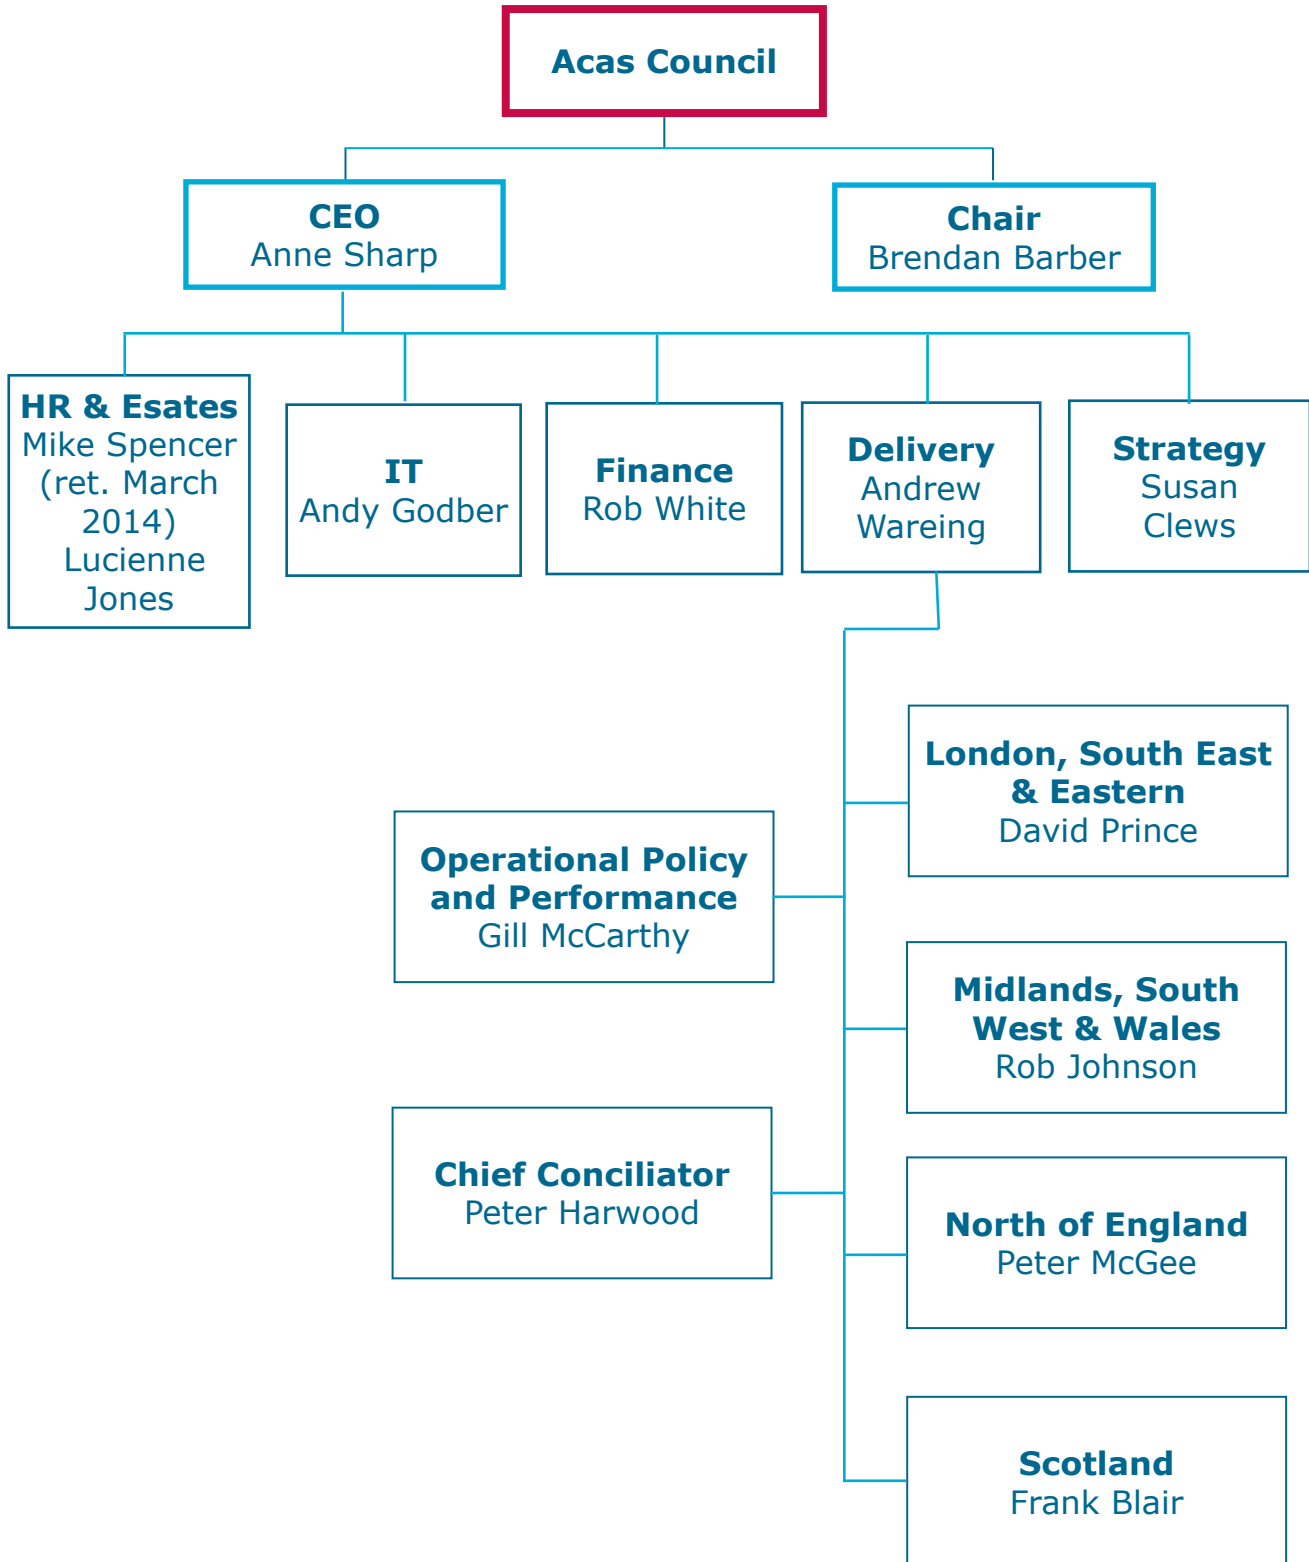 Acas Council
CEO
Anne Sharp
Chair
Brendan Barber
HR & Esates
Mike Spencer
(ret. March
2014)
Lucienne
Jones
IT
Andy Godber
Finance
Rob White
Delivery
Andrew
Wareing
Strategy
Susan
Clews
London, South East
& Eastern
David Prince
Operational Policy
and Performance
Gill McCarthy
Midlands, South
West & Wales
Rob Johnson
Chief Conciliator
Peter Harwood
North of England
Peter McGee
Scotland
Frank Blair